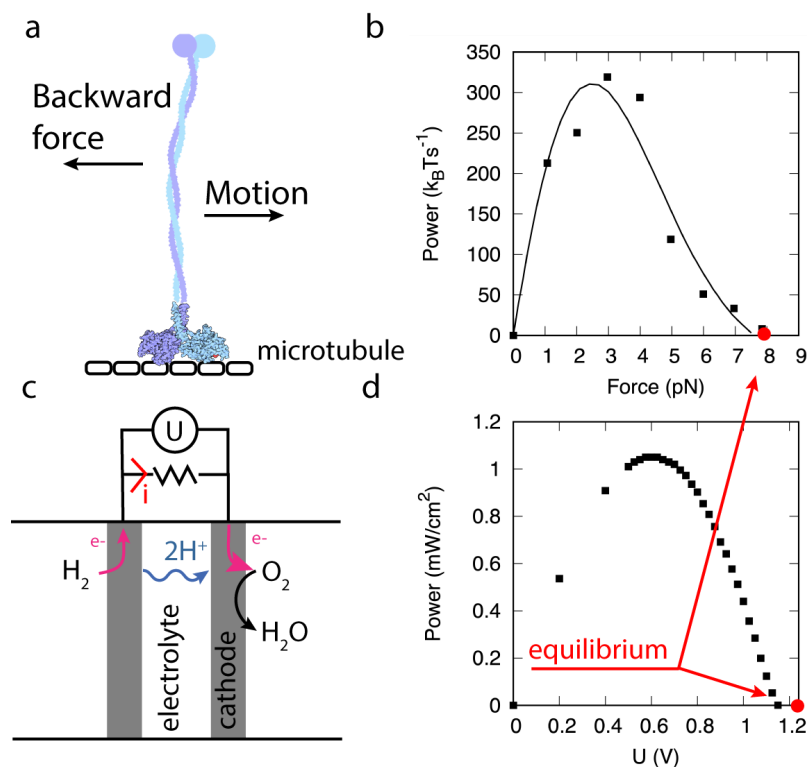 a
Backward
force
Motion
microtubule
b
Power (kBTs-1)
350
300
250
200
150
100
50
0
0 1 2 3 4 5 6 7 8 9
Force (pN)
c
U
i
e-
e-
H2
2H+
O2
H2O
electrolyte
cathode
d
Power (mW/cm2)
1.2
1
0.8
0.6
0.4
0.2
0
equilibrium
0 0.2 0.4 0.6 0.8 1 1.2
U (V)